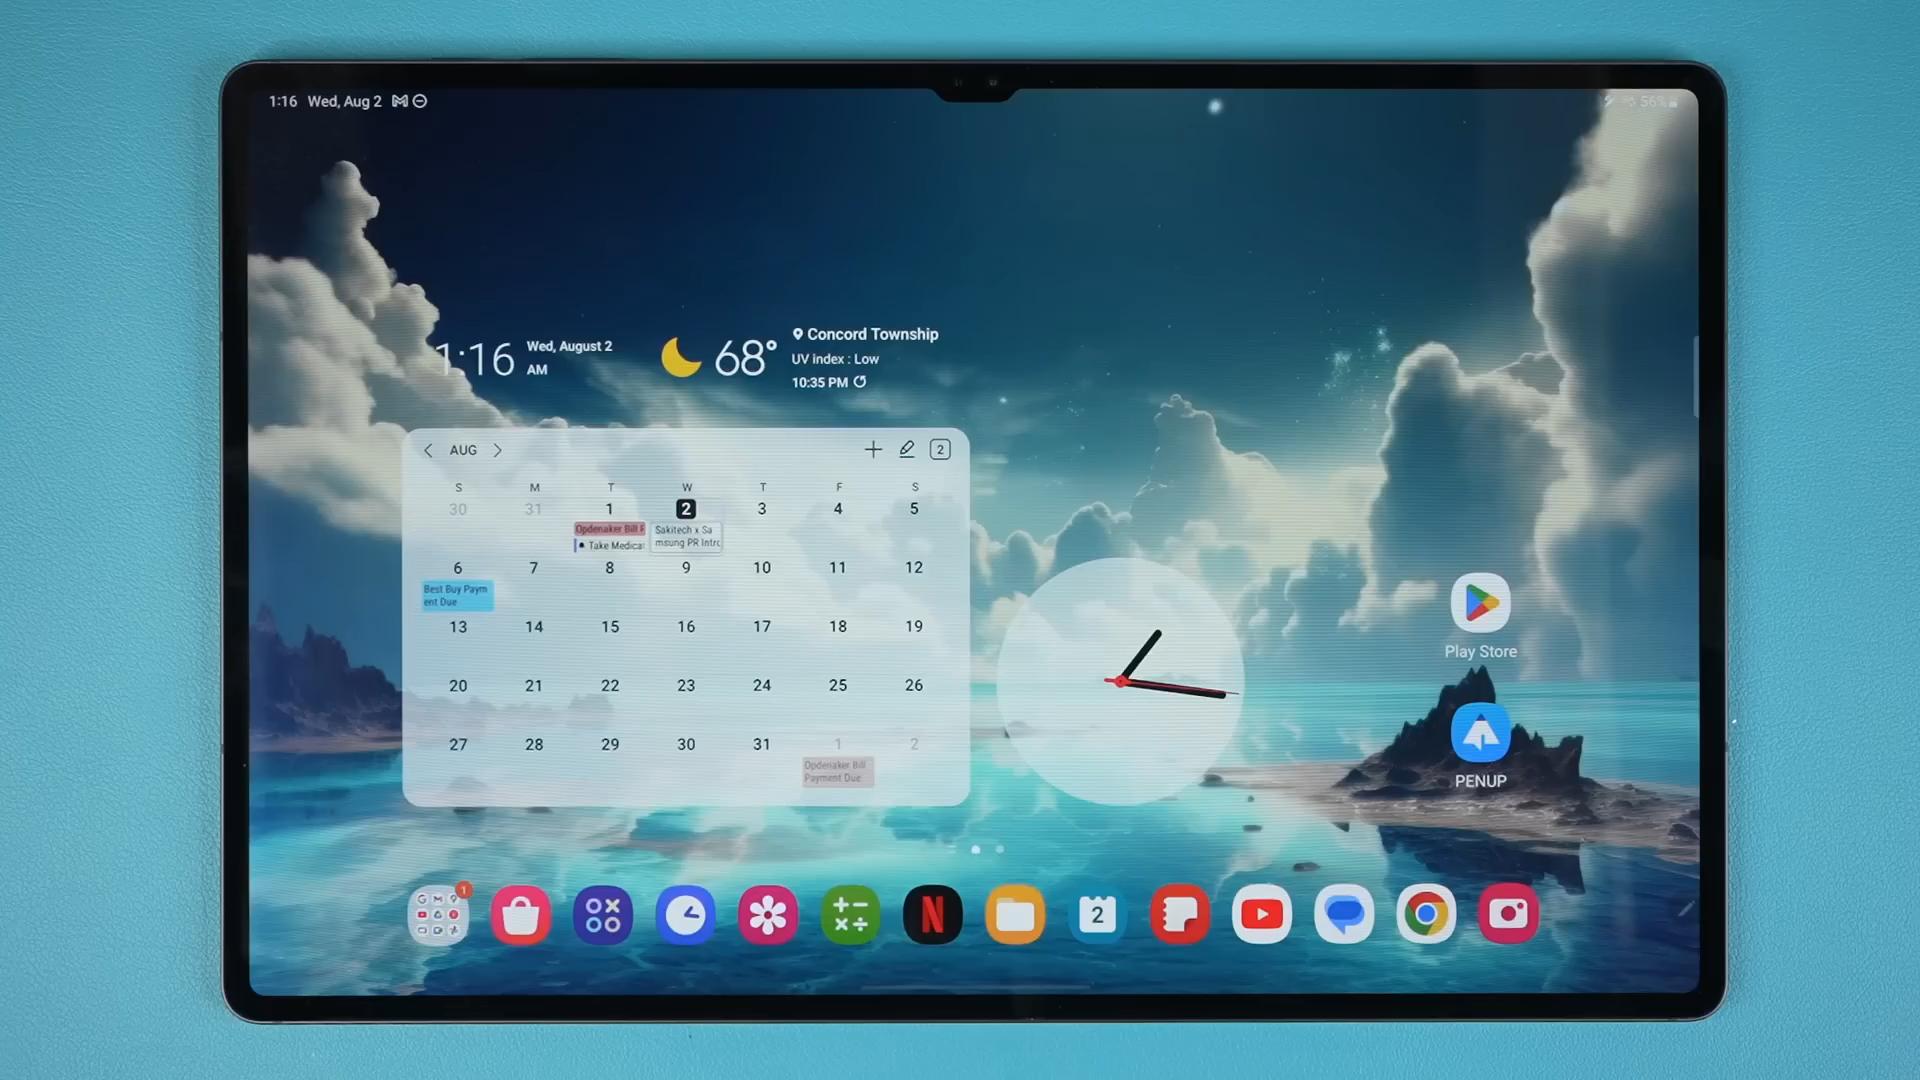 1:16 Wed, Aug 2
56%
1:16
Wed, August 2
AM
68°
Concord Township
UV index : Low
10:35 PM
AUG
2
S M T W T F S
30 31 1 2 3 4 5
Opdenaker Bill P
Take Medica
Sakitech x Sa
msung PR Intro
6 7 8 9 10 11 12
Best Buy Paym
ent Due
13 14 15 16 17 18 19
20 21 22 23 24 25 26
27 28 29 30 31 1 2
Opdenaker Bill
Payment Due
Play Store
PENUP
1
N
2